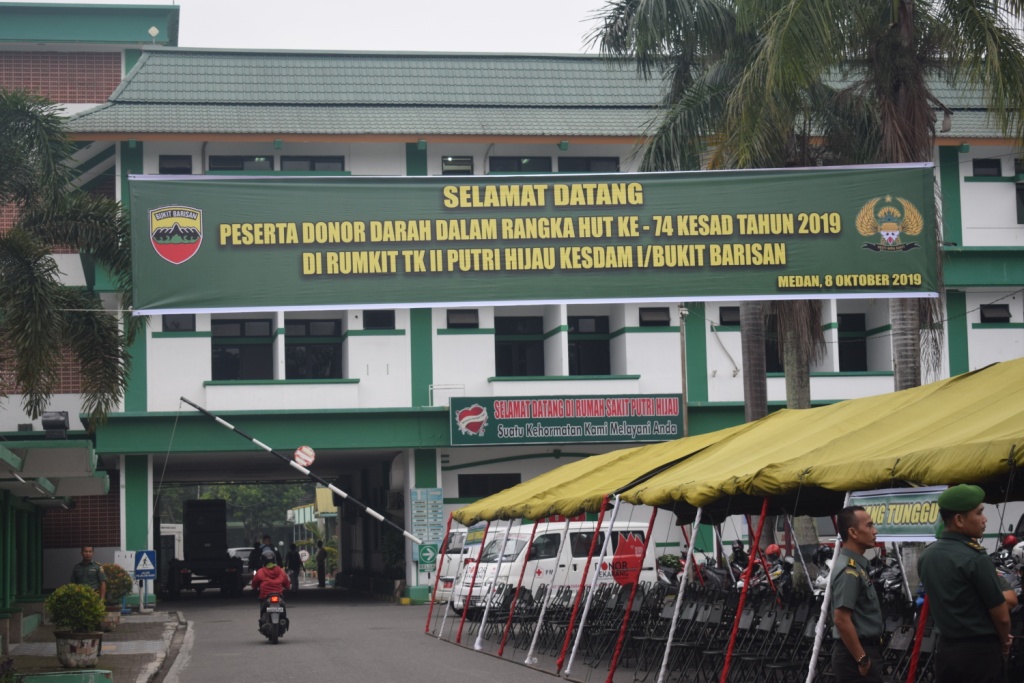 SELAMAT DATANG
PESERTA DONOR DARAH DALAM RANGKA HUT KE - 74 KESAD TAHUN 2019
DI RUMKIT TK II PUTRI HIJAU KESDAM I/BUKIT BARISAN
MEDAN, 8 OKTOBER 2019
BUKIT BARISAN
SELAMAT DATANG DI RUMAH SAKIT PUTRI HIJAU
Suatu Kehormatan Kami Melayani Anda
TUNGGU
DONOR